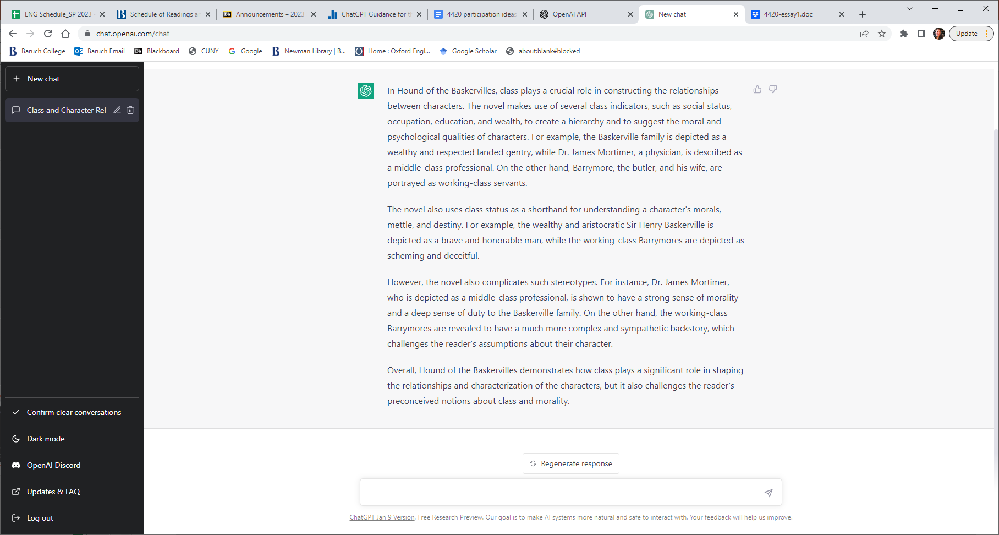 ENG Schedule_SP 2023
Schedule of Readings ar
Announcements – 2023
ChatGPT Guidance for th
4420 participation ideas
OpenAI API
New chat
4420-essay1.doc
chat.openai.com/chat
Update
Baruch College
Baruch Email
Blackboard
CUNY
Google
Newman Library | B...
Home : Oxford Engl...
Google Scholar
about:blank#blocked
New chat
Class and Character Rel
In Hound of the Baskervilles, class plays a crucial role in constructing the relationships
between characters. The novel makes use of several class indicators, such as social status,
occupation, education, and wealth, to create a hierarchy and to suggest the moral and
psychological qualities of characters. For example, the Baskerville family is depicted as a
wealthy and respected landed gentry, while Dr. James Mortimer, a physician, is described as
a middle-class professional. On the other hand, Barrymore, the butler, and his wife, are
portrayed as working-class servants.
The novel also uses class status as a shorthand for understanding a character's morals,
mettle, and destiny. For example, the wealthy and aristocratic Sir Henry Baskerville is
depicted as a brave and honorable man, while the working-class Barrymores are depicted as
scheming and deceitful.
However, the novel also complicates such stereotypes. For instance, Dr. James Mortimer,
who is depicted as a middle-class professional, is shown to have a strong sense of morality
and a deep sense of duty to the Baskerville family. On the other hand, the working-class
Barrymores are revealed to have a much more complex and sympathetic backstory, which
challenges the reader's assumptions about their character.
Overall, Hound of the Baskervilles demonstrates how class plays a significant role in shaping
the relationships and characterization of the characters, but it also challenges the reader's
preconceived notions about class and morality.
Confirm clear conversations
Dark mode
OpenAI Discord
Updates & FAQ
Log out
Regenerate response
ChatGPT Jan 9 Version. Free Research Preview. Our goal is to make AI systems more natural and safe to interact with. Your feedback will help us improve.